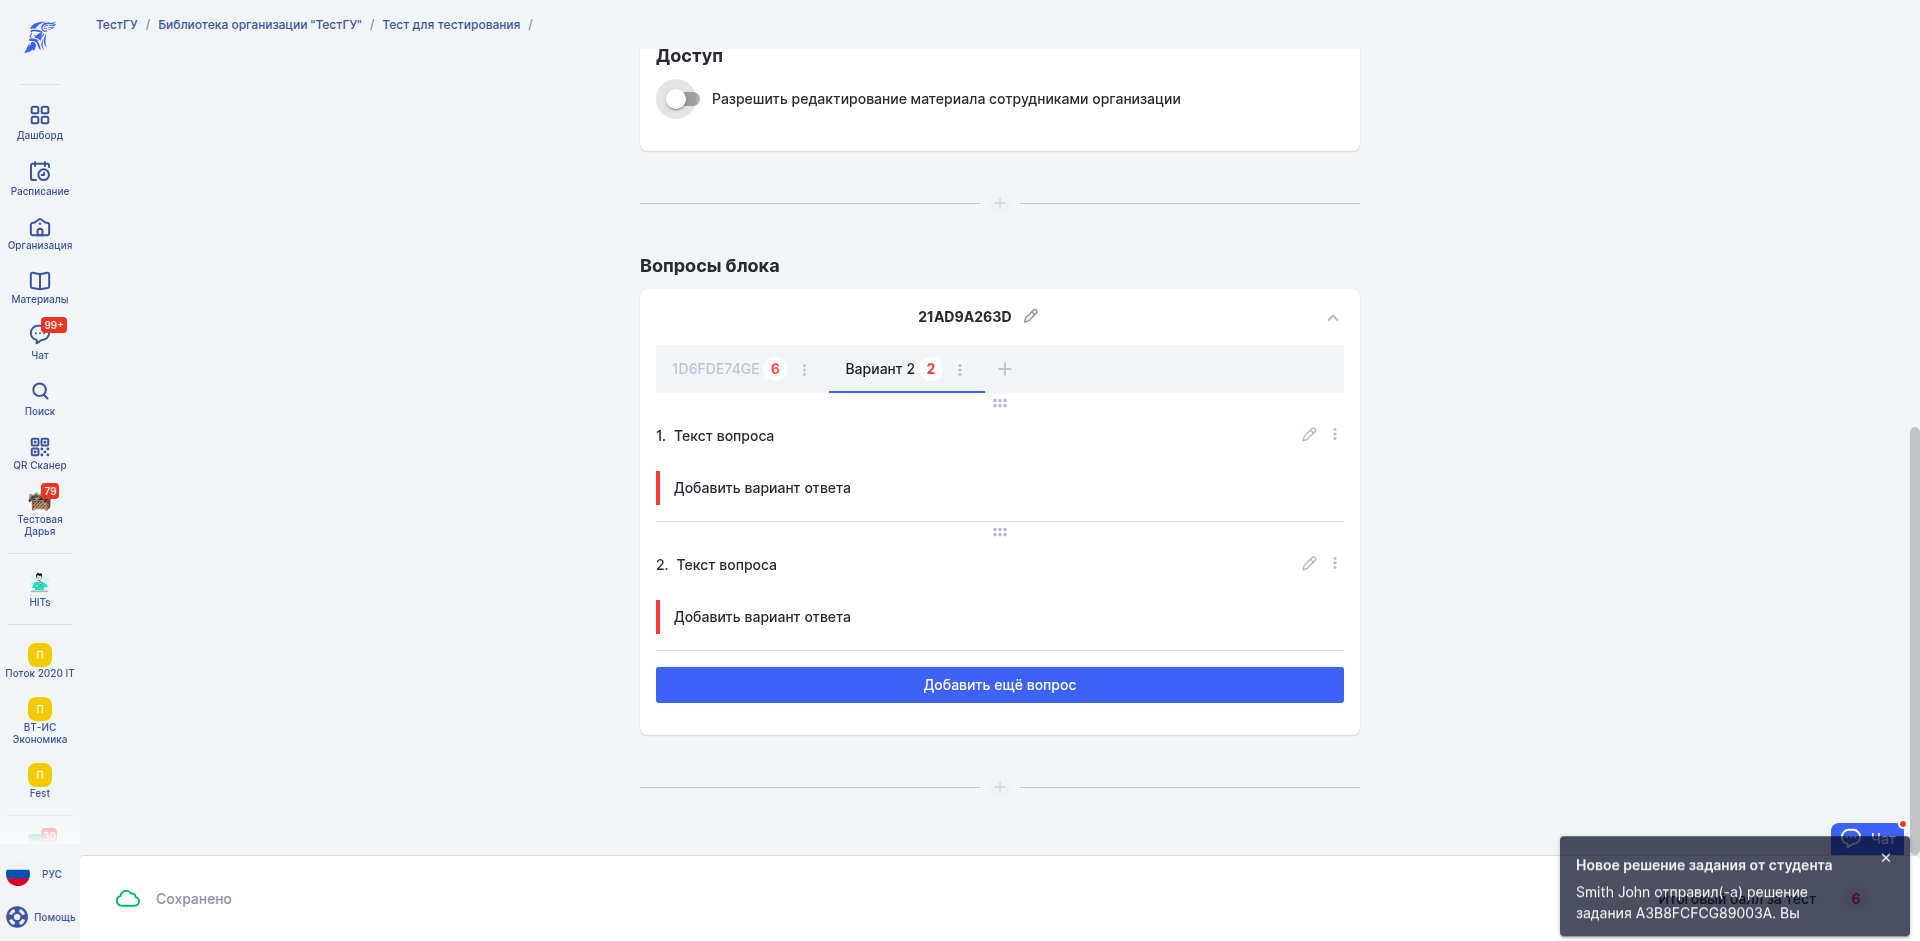 ТестГУ / Библиотека организации "ТестГУ" / Тест для тестирования /
Дашборд
Расписание
Организация
Материалы
99+
Чат
Поиск
QR Сканер
79
Тестовая
Дарья
HITs
П
Поток 2020 IT
П
ВТ-ИС
Экономика
П
Fest
30
РУС
Помощь
Доступ
Разрешить редактирование материала сотрудниками организации
Вопросы блока
21AD9A263D
1D6FDE74GE 6
Вариант 2 2
1. Текст вопроса
Добавить вариант ответа
2. Текст вопроса
Добавить вариант ответа
Добавить ещё вопрос
Сохранено
Чат
Итоговый балл за тест 6
Новое решение задания от студента
Smith John отправил(-а) решение
задания A3B8FCFCG89003A. Вы